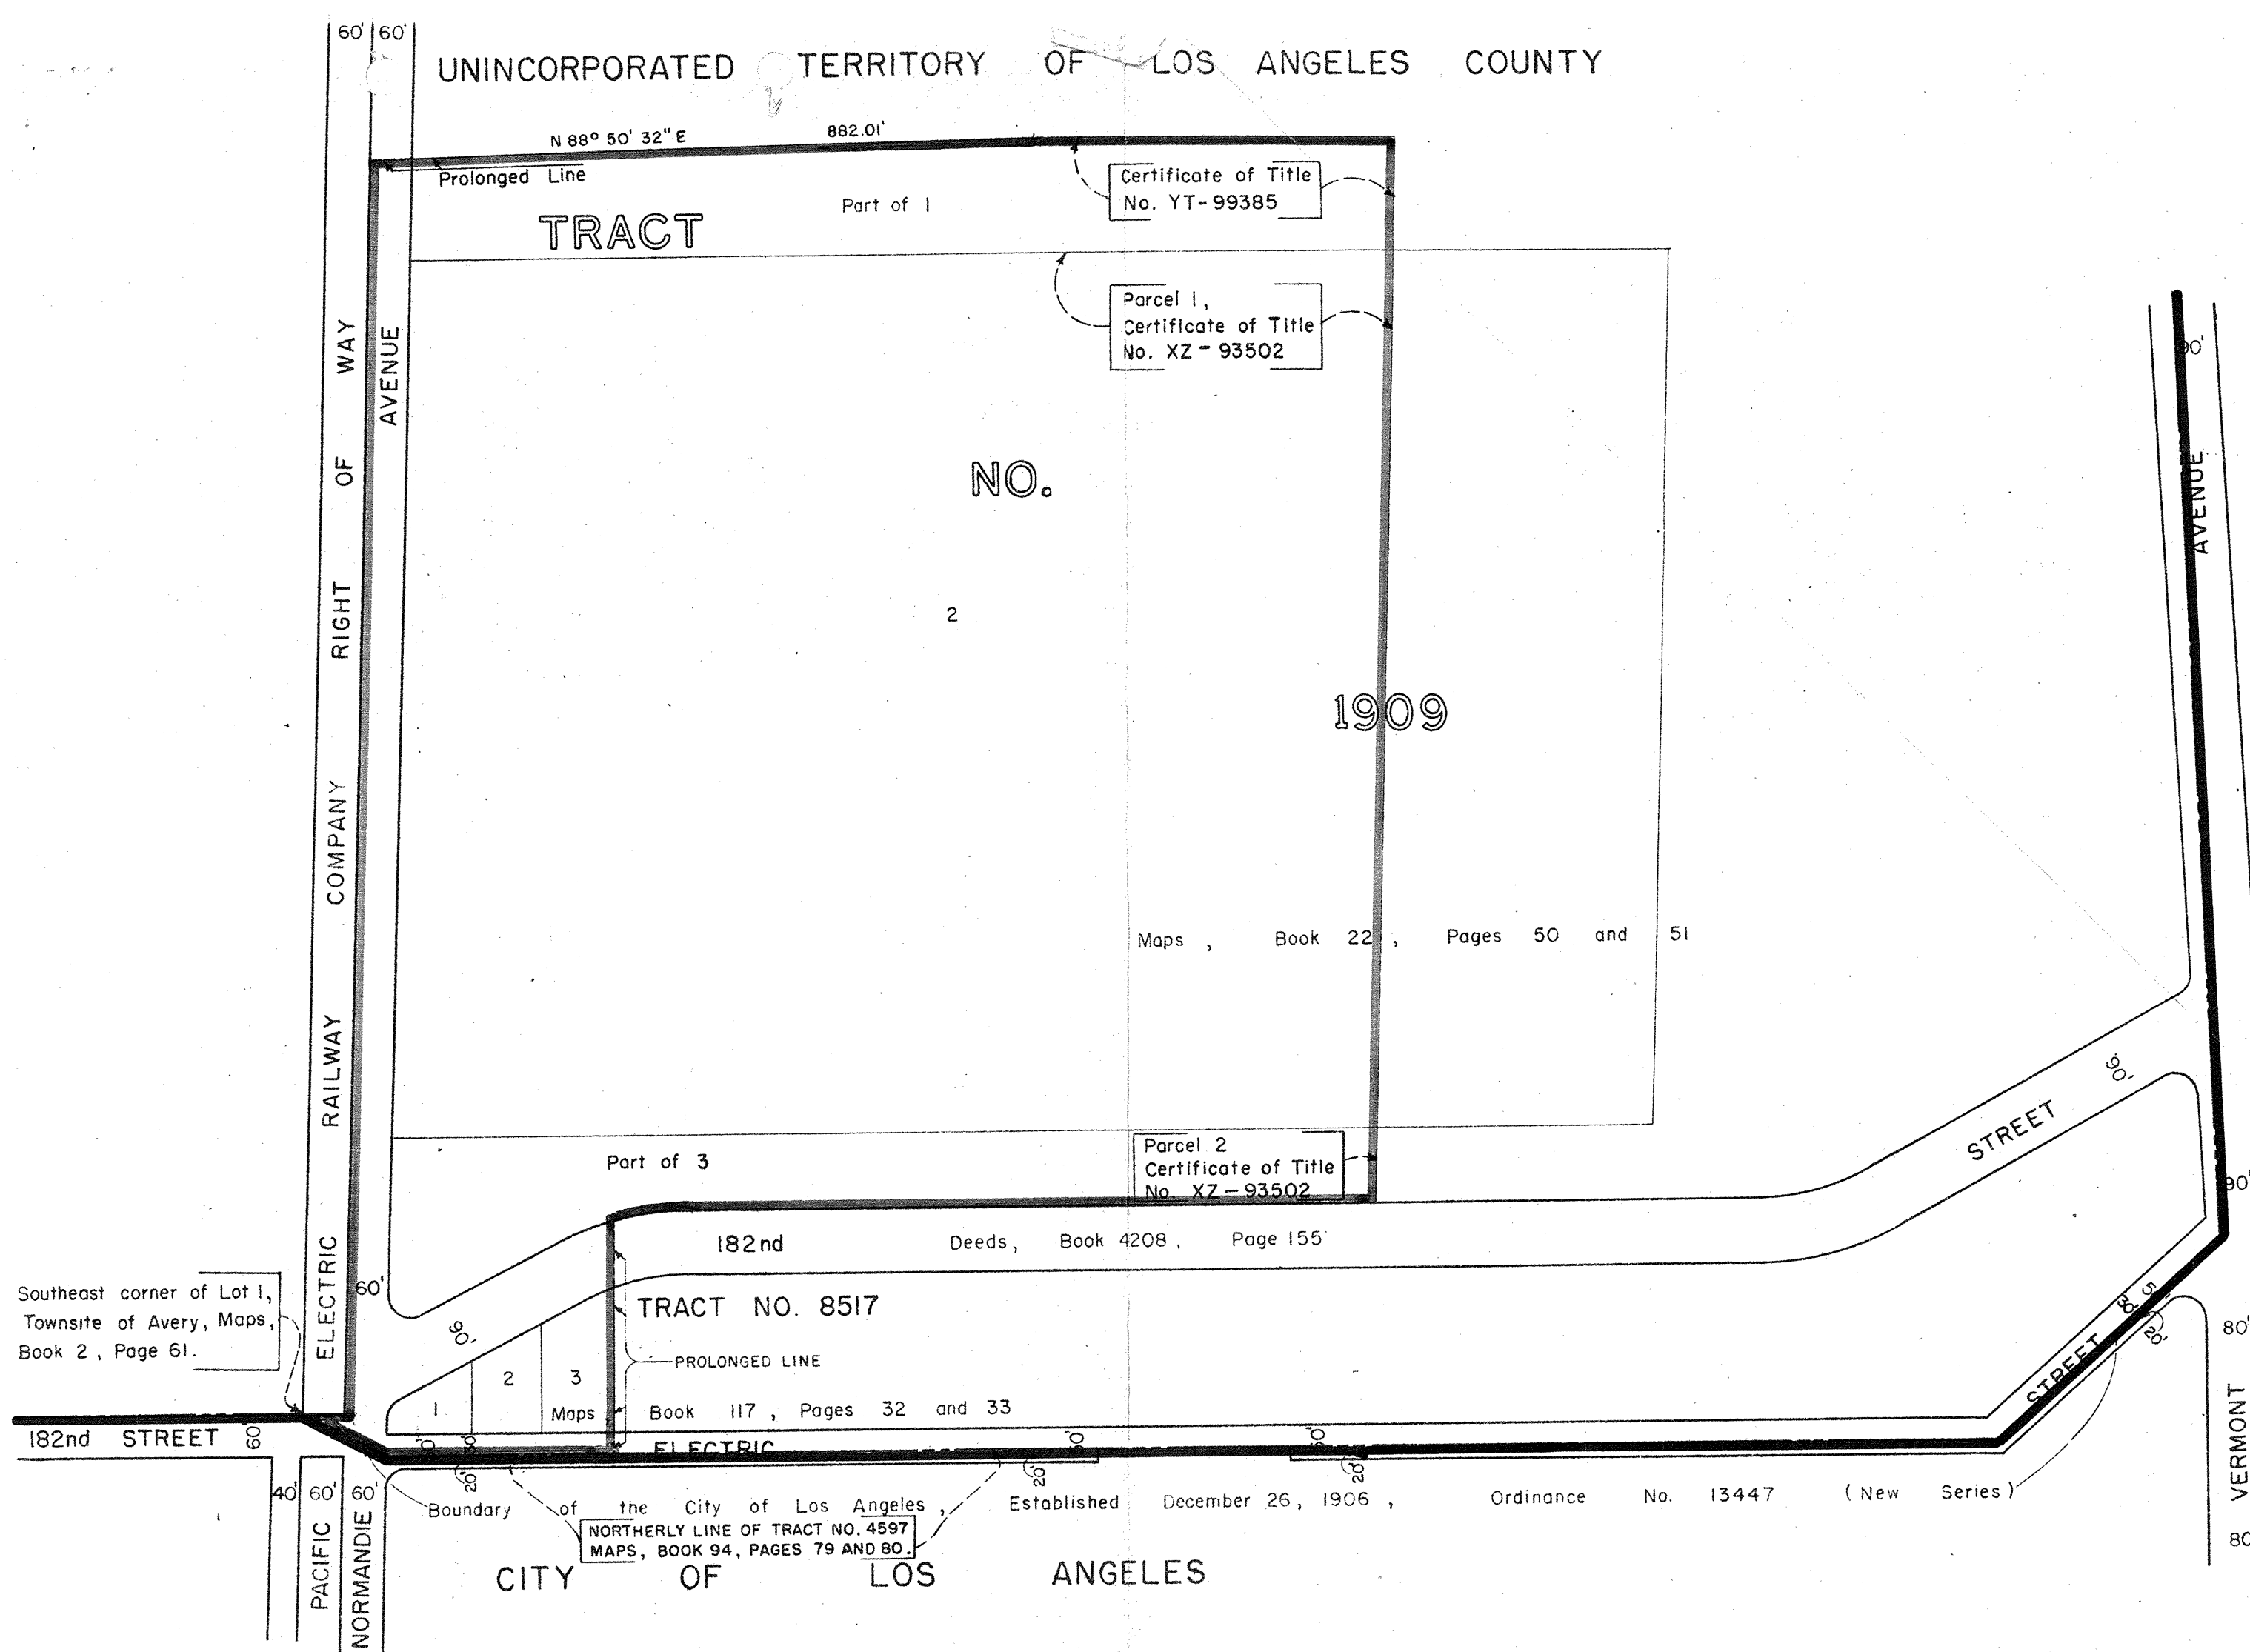 60' 60'
UNINCORPORATED TERRITORY OF LOS ANGELES COUNTY
N 88° 50' 32" E 882.01'
Prolonged Line
Certificate of Title
No. YT-99385
Part of 1
TRACT
Parcel 1,
Certificate of Title
No. XZ-93502
90'
AVENUE
RIGHT OF WAY
NO.
AVENUE
2
1909
COMPANY
Maps, Book 22, Pages 50 and 51
RAILWAY
90'
STREET
Part of 3
Parcel 2
Certificate of Title
No. XZ-93502
90'
182nd Deeds, Book 4208, Page 155
ELECTRIC
60'
Southeast corner of Lot 1,
Townsite of Avery, Maps,
Book 2, Page 61.
TRACT NO. 8517
90'
30'
20'
80'
PROLONGED LINE
STREET
1 2 3
Maps Book 117, Pages 32 and 33
182nd STREET 60'
ELECTRIC
20' 20' 20'
40' 60' 60'
Boundary of the City of Los Angeles, Established December 26, 1906, Ordinance No. 13447 (New Series)
NORTHERLY LINE OF TRACT NO. 4597
MAPS, BOOK 94, PAGES 79 AND 80.
VERMONT
PACIFIC
NORMANDIE
CITY OF LOS ANGELES